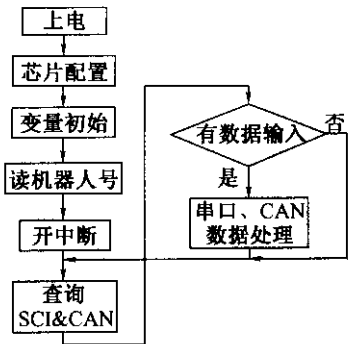 上电
芯片配置
变量初始
读机器人号
开中断
查询
SCI&CAN
有数据输入
否
是
串口、CAN
数据处理